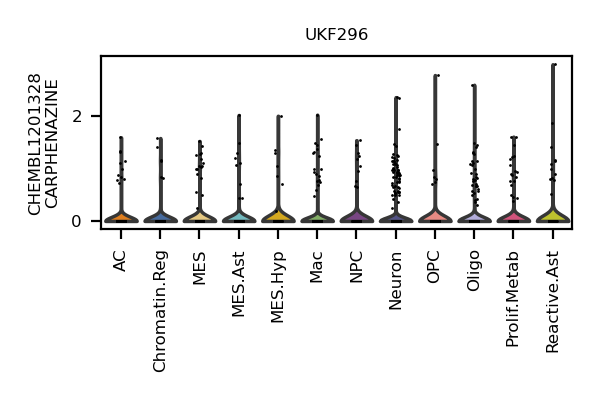 UKF296
CHEMBL1201328
CARPHENAZINE
2
0
AC
Chromatin.Reg
MES
MES.Ast
MES.Hyp
Mac
NPC
Neuron
OPC
Oligo
Prolif.Metab
Reactive.Ast